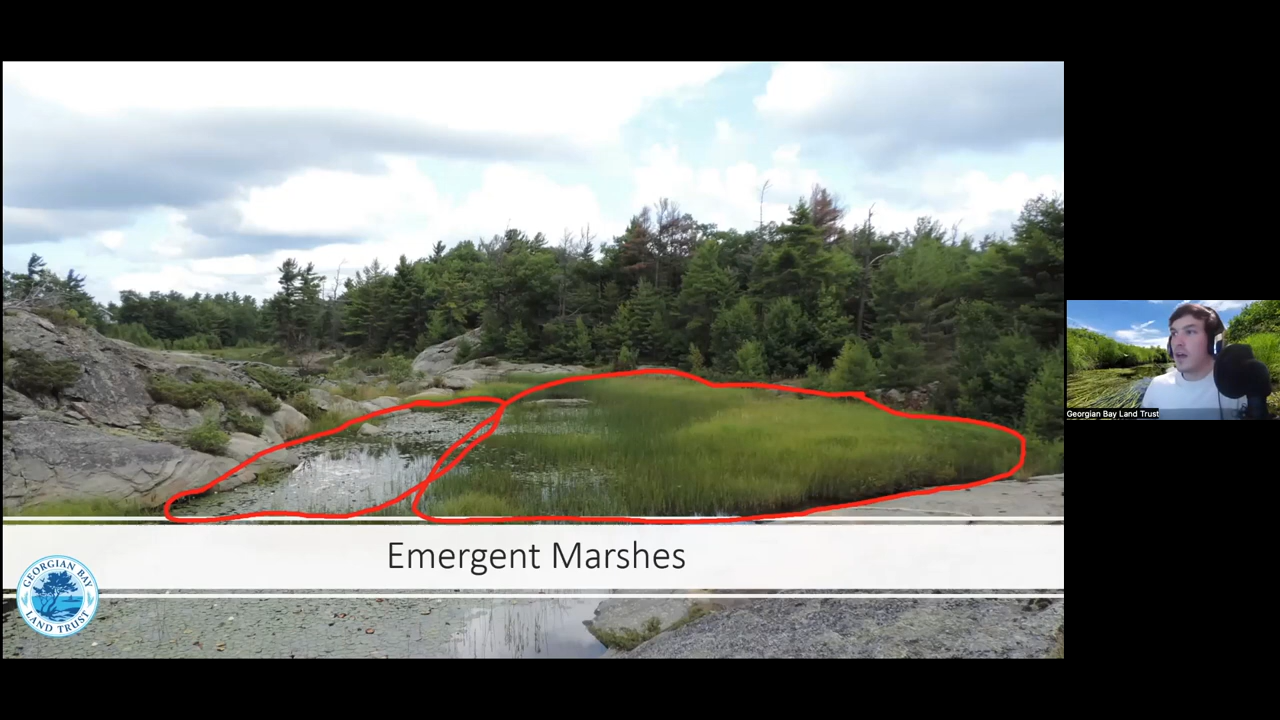 Emergent Marshes
GEORGIAN BAY
LAND TRUST
Georgian Bay Land Trust